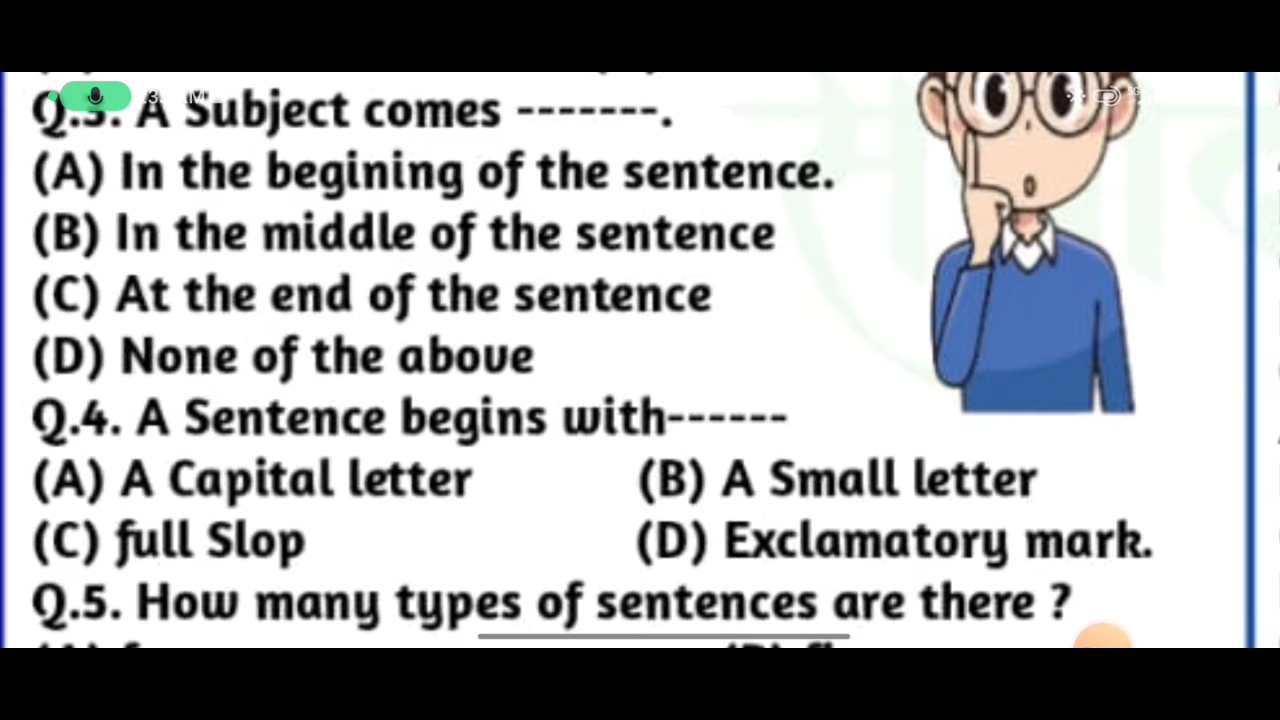 Q.3. A Subject comes -------.
(A) In the begining of the sentence.
(B) In the middle of the sentence
(C) At the end of the sentence
(D) None of the above
Q.4. A Sentence begins with------
(A) A Capital letter (B) A Small letter
(C) full Slop (D) Exclamatory mark.
Q.5. How many types of sentences are there ?